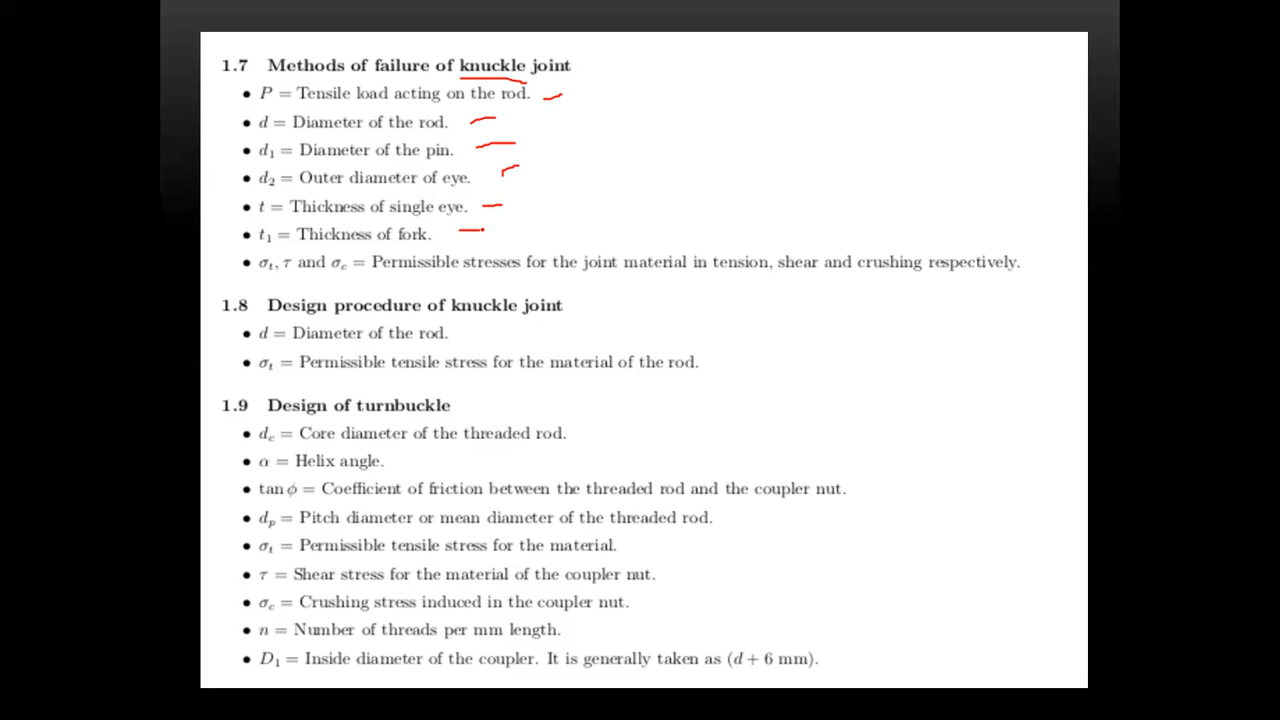 1.7 Methods of failure of knuckle joint
• P = Tensile load acting on the rod.
• d = Diameter of the rod.
• d₁ = Diameter of the pin.
• d₂ = Outer diameter of eye.
• t = Thickness of single eye.
• t₁ = Thickness of fork.
• σₜ, τ and σ_c = Permissible stresses for the joint material in tension, shear and crushing respectively.
1.8 Design procedure of knuckle joint
• d = Diameter of the rod.
• σₜ = Permissible tensile stress for the material of the rod.
1.9 Design of turnbuckle
• d_c = Core diameter of the threaded rod.
• α = Helix angle.
• tan ϕ = Coefficient of friction between the threaded rod and the coupler nut.
• dₚ = Pitch diameter or mean diameter of the threaded rod.
• σₜ = Permissible tensile stress for the material.
• τ = Shear stress for the material of the coupler nut.
• σ_c = Crushing stress induced in the coupler nut.
• n = Number of threads per mm length.
• D₁ = Inside diameter of the coupler. It is generally taken as (d + 6 mm).